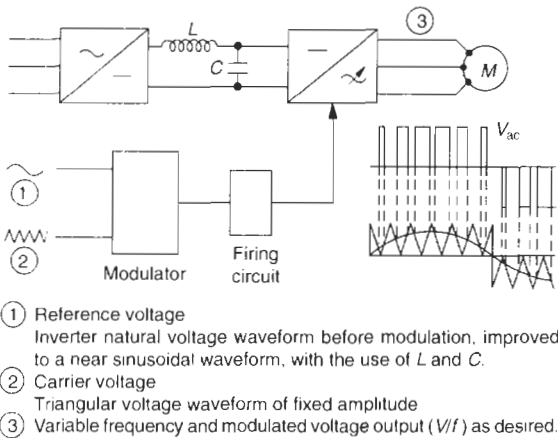 L
C
3
M
Vac
1
2
Modulator
Firing
circuit
1 Reference voltage
Inverter natural voltage waveform before modulation, improved
to a near sinusoidal waveform, with the use of L and C.
2 Carrier voltage
Triangular voltage waveform of fixed amplitude
3 Variable frequency and modulated voltage output (V/f) as desired.